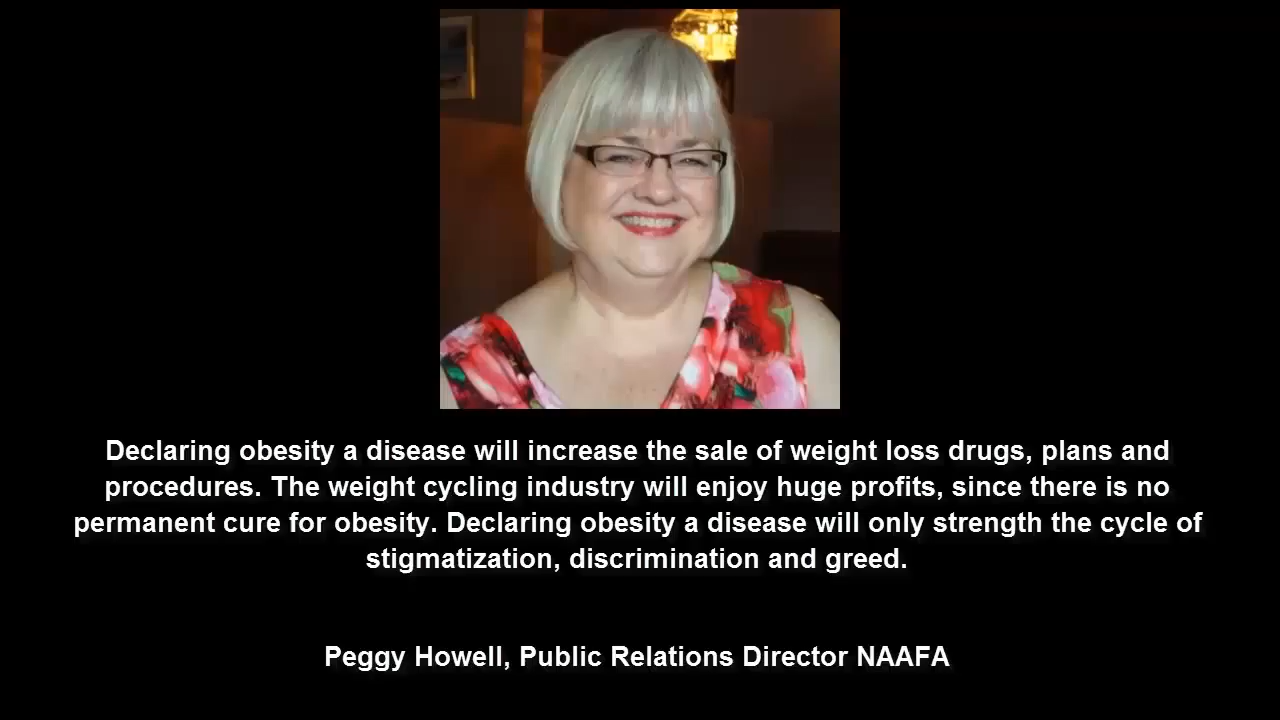 Declaring obesity a disease will increase the sale of weight loss drugs, plans and
procedures. The weight cycling industry will enjoy huge profits, since there is no
permanent cure for obesity. Declaring obesity a disease will only strength the cycle of
stigmatization, discrimination and greed.
Peggy Howell, Public Relations Director NAAFA